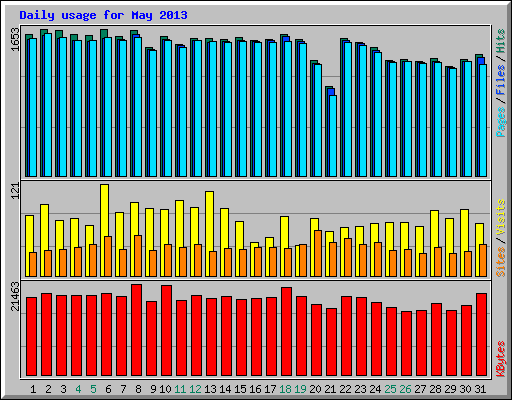 Daily usage for May 2013
1653
Pages / Files / Hits
121
Sites / Visits
21463
KBytes
1 2 3 4 5 6 7 8 9 10 11 12 13 14 15 16 17 18 19 20 21 22 23 24 25 26 27 28 29 30 31